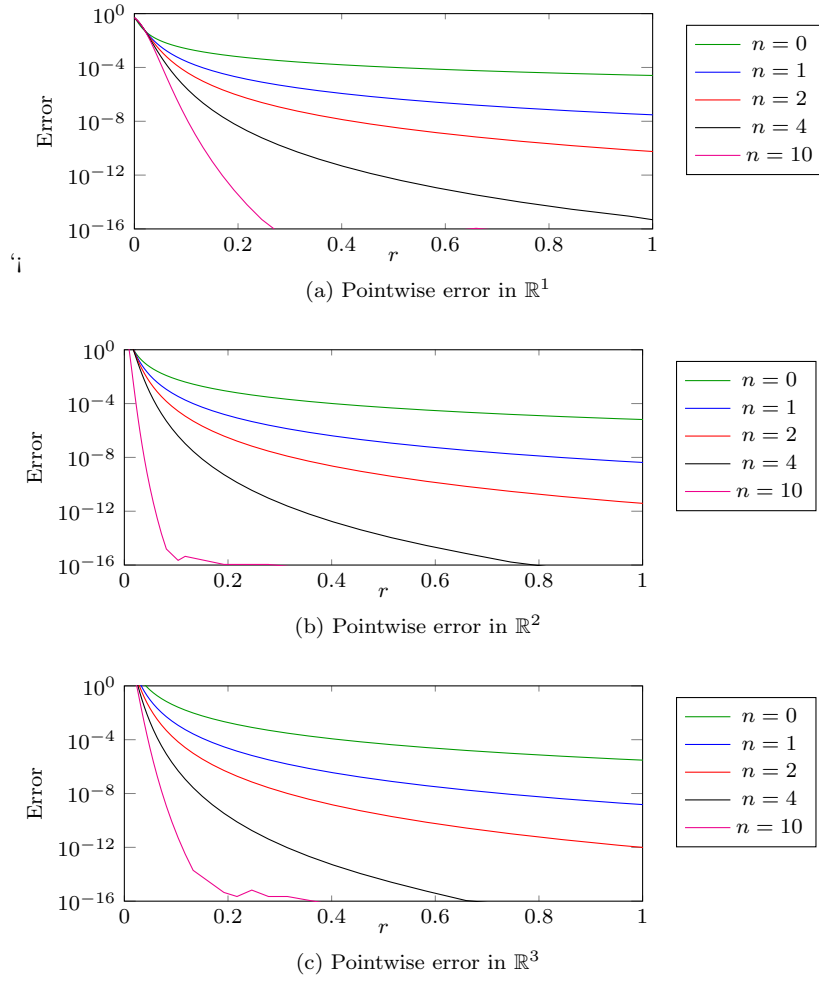 10^0
10^−4
10^−8
10^−12
10^−16
Error
0 0.2 0.4 0.6 0.8 1
r
n = 0
n = 1
n = 2
n = 4
n = 10
‘¡
(a) Pointwise error in ℝ^1
10^0
10^−4
10^−8
10^−12
10^−16
Error
0 0.2 0.4 0.6 0.8 1
r
n = 0
n = 1
n = 2
n = 4
n = 10
(b) Pointwise error in ℝ^2
10^0
10^−4
10^−8
10^−12
10^−16
Error
0 0.2 0.4 0.6 0.8 1
r
n = 0
n = 1
n = 2
n = 4
n = 10
(c) Pointwise error in ℝ^3